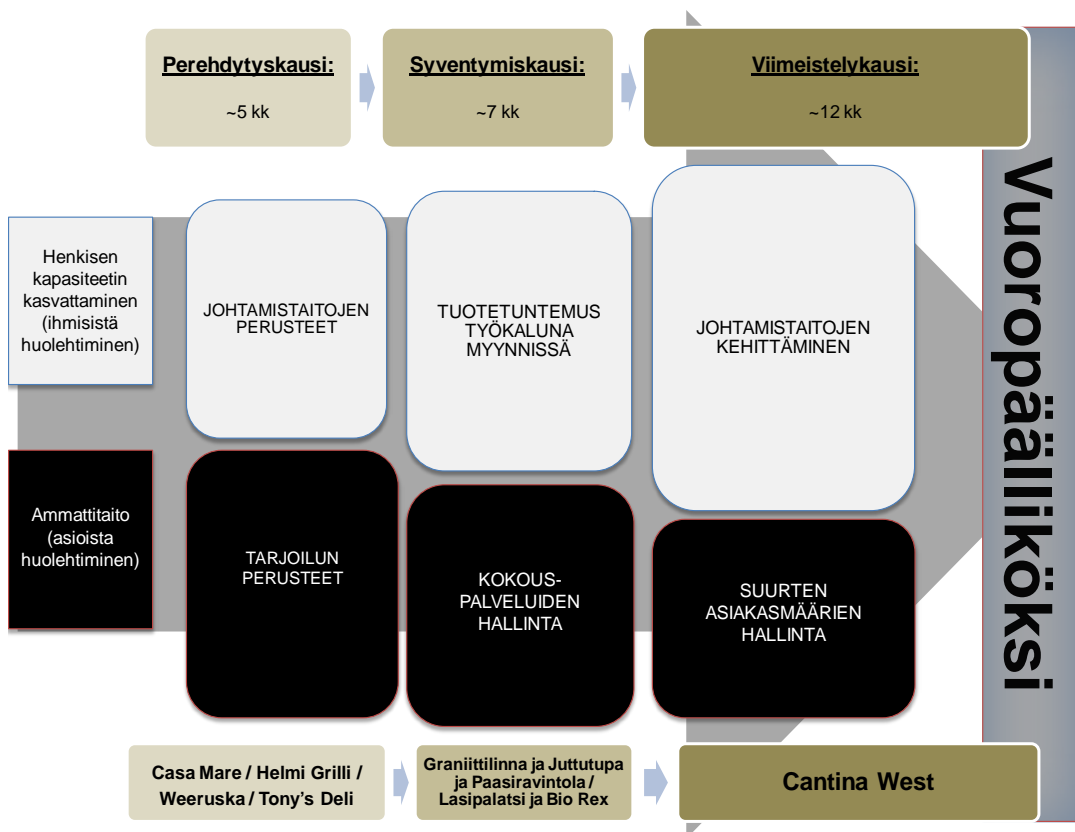 Perehdytyskausi:
~5 kk
Syventymiskausi:
~7 kk
Viimeistelykausi:
~12 kk
Henkisen
kapasiteetin
kasvattaminen
(ihmisistä
huolehtiminen)
JOHTAMISTAITOJEN
PERUSTEET
TUOTETUNTEMUS
TYÖKALUNA
MYYNNISSÄ
JOHTAMISTAITOJEN
KEHITTÄMINEN
Ammattitaito
(asioista
huolehtiminen)
TARJOILUN
PERUSTEET
KOKOUS-
PALVELUIDEN
HALLINTA
SUURTEN
ASIAKASMÄÄRIEN
HALLINTA
Casa Mare / Helmi Grilli /
Weeruska / Tony's Deli
Graniittilinna ja Juttutupa
ja Paasiravintola /
Lasipalatsi ja Bio Rex
Cantina West
Vuoropäälliköksi